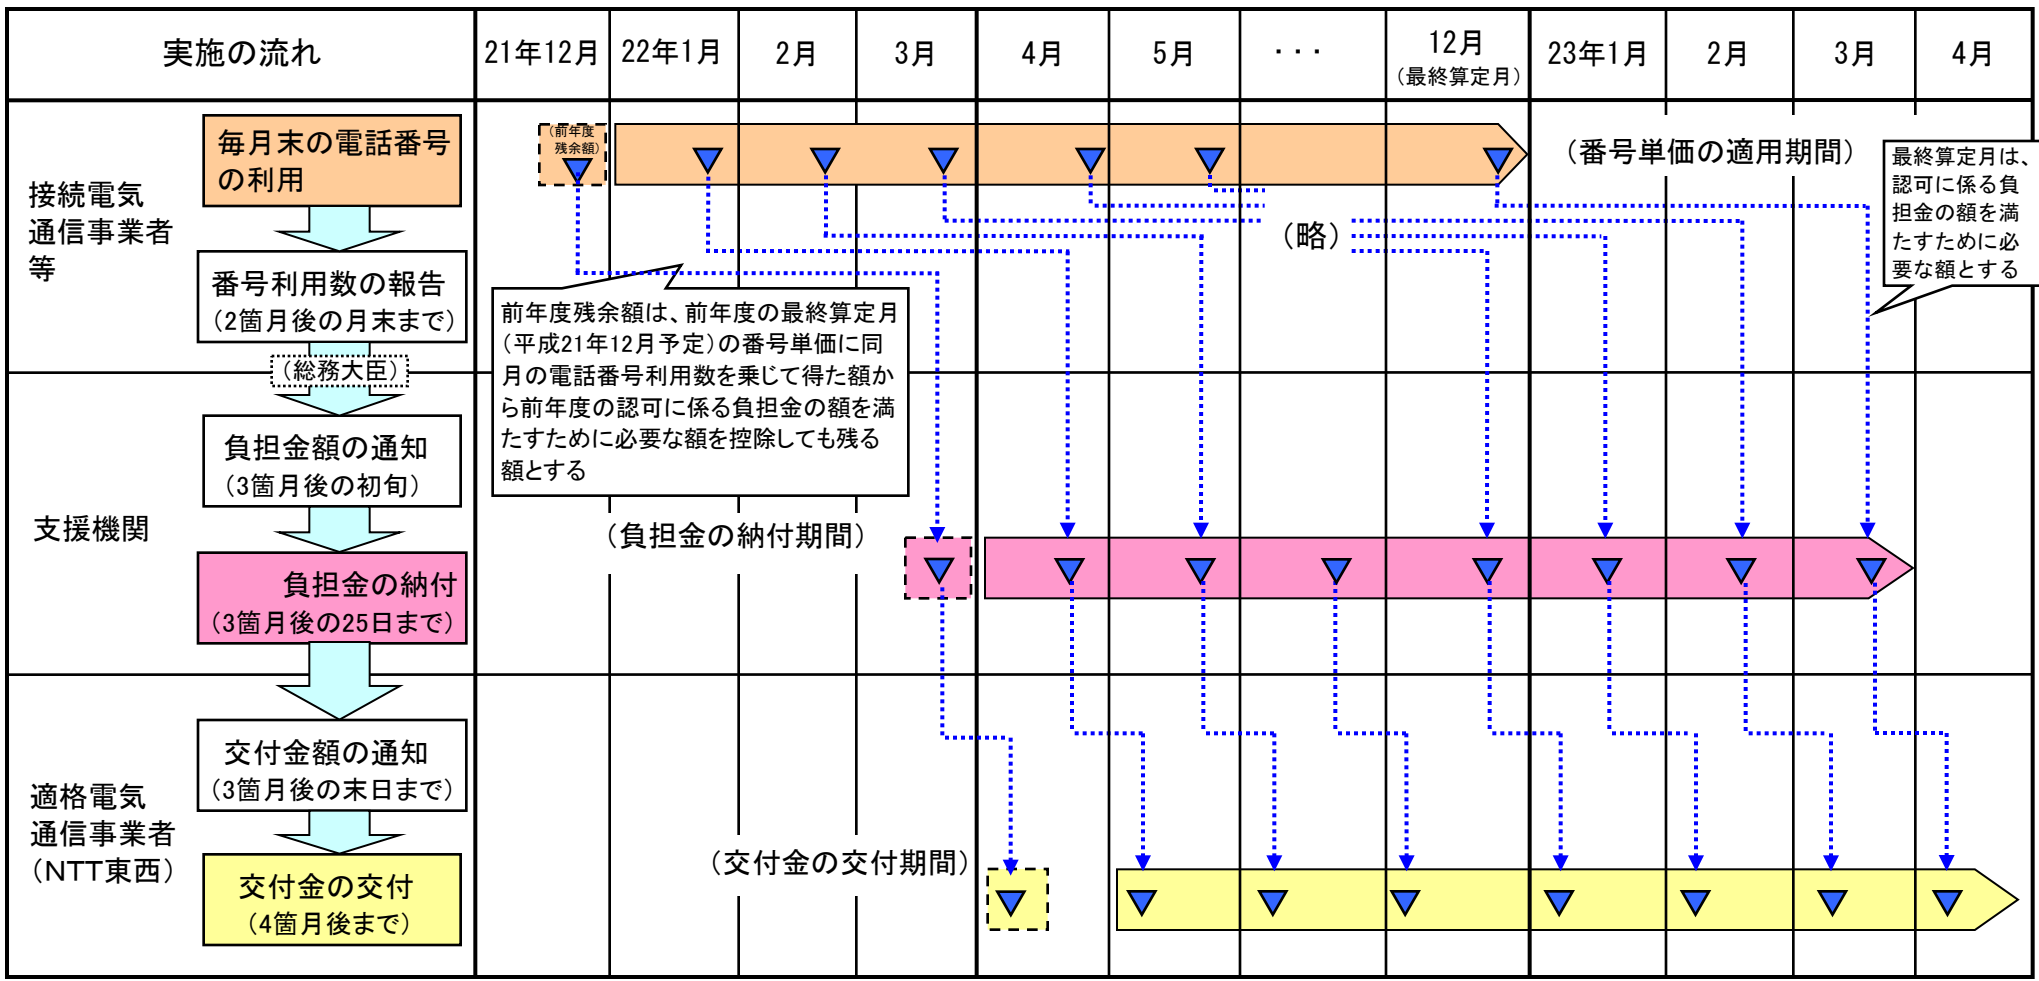 実施の流れ
21年12月
22年1月
2月
3月
4月
5月
・・・
12月
（最終算定月）
23年1月
2月
3月
4月
接続電気
通信事業者
等
毎月末の電話番号
の利用
番号利用数の報告
（2箇月後の月末まで）
（総務大臣）
（前年度
残余額）
（番号単価の適用期間）
最終算定月は、
認可に係る負
担金の額を満
たすために必
要な額とする
（略）
前年度残余額は、前年度の最終算定月
（平成21年12月予定）の番号単価に同
月の電話番号利用数を乗じて得た額か
ら前年度の認可に係る負担金の額を満
たすために必要な額を控除しても残る
額とする
支援機関
負担金額の通知
（3箇月後の初旬）
負担金の納付
（3箇月後の25日まで）
（負担金の納付期間）
適格電気
通信事業者
（NTT東西）
交付金額の通知
（3箇月後の末日まで）
交付金の交付
（4箇月後まで）
（交付金の交付期間）